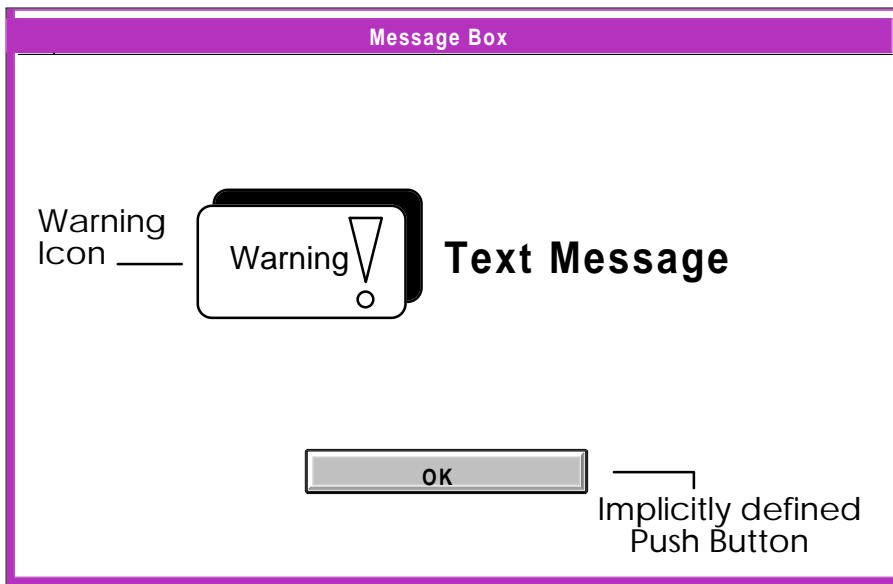 Message Box
Warning
Icon
Warning
Text Message
OK
Implicitly defined
Push Button